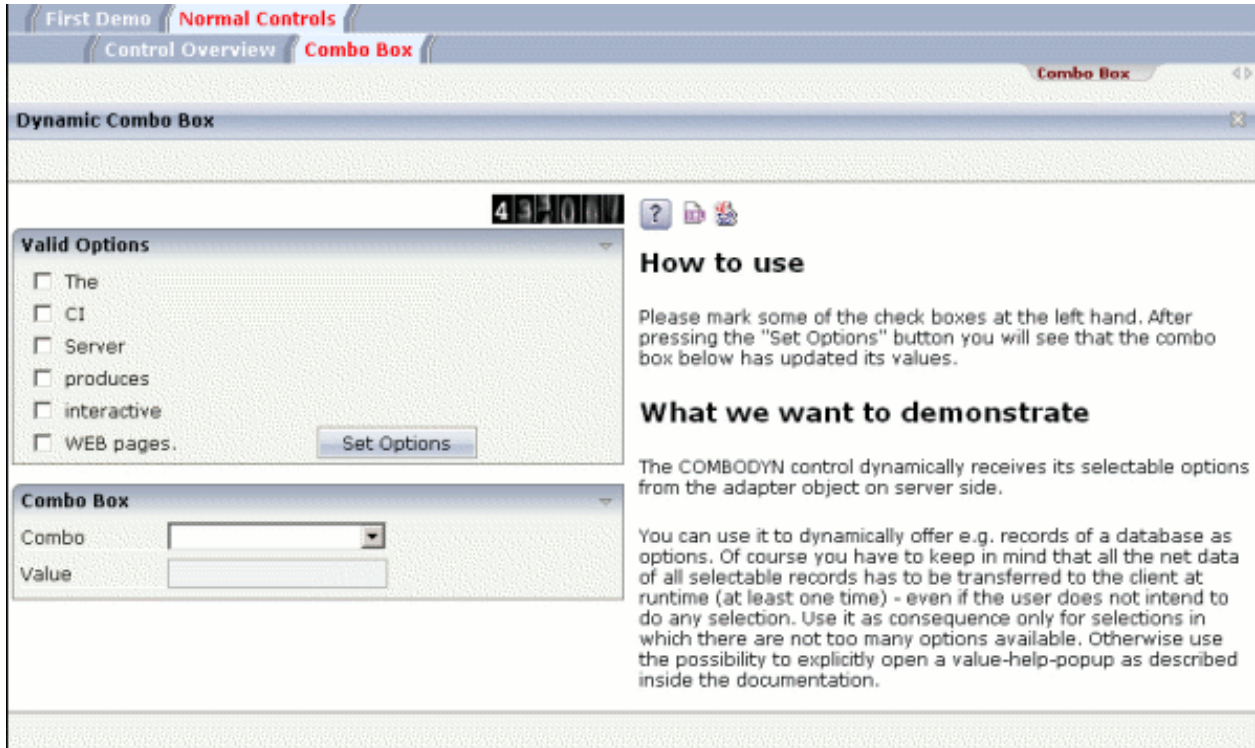 First Demo Normal Controls
Control Overview Combo Box
Combo Box
Dynamic Combo Box
Valid Options
The
CI
Server
produces
interactive
WEB pages. Set Options
Combo Box
Combo
Value
?
How to use
Please mark some of the check boxes at the left hand. After
pressing the "Set Options" button you will see that the combo
box below has updated its values.
What we want to demonstrate
The COMBODYN control dynamically receives its selectable options
from the adapter object on server side.
You can use it to dynamically offer e.g. records of a database as
options. Of course you have to keep in mind that all the net data
of all selectable records has to be transferred to the client at
runtime (at least one time) - even if the user does not intend to
do any selection. Use it as consequence only for selections in
which there are not too many options available. Otherwise use
the possibility to explicitly open a value-help-popup as described
inside the documentation.